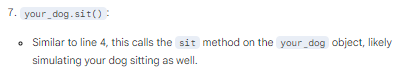 7. your_dog.sit():
Similar to line 4, this calls the sit method on the your_dog object, likely
simulating your dog sitting as well.